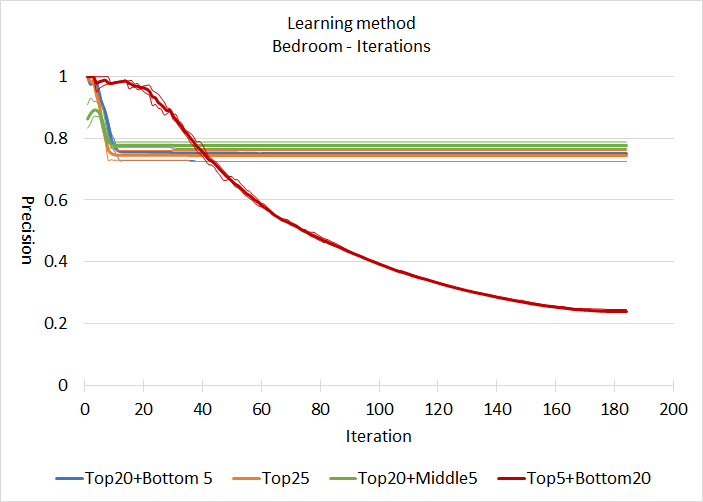 Learning method
Bedroom - Iterations
1
0.8
0.6
0.4
0.2
0
Precision
0 20 40 60 80 100 120 140 160 180 200
Iteration
Top20+Bottom 5 Top25 Top20+Middle5 Top5+Bottom20